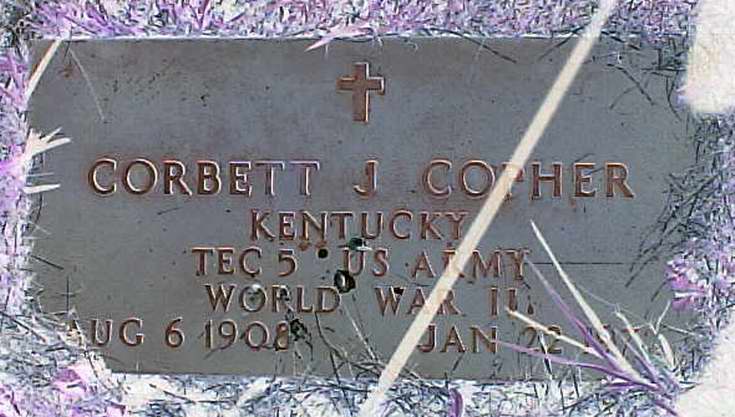 CORBETT J COPHER
KENTUCKY
TEC 5 US ARMY
WORLD WAR II
AUG 6 1908 JAN 22